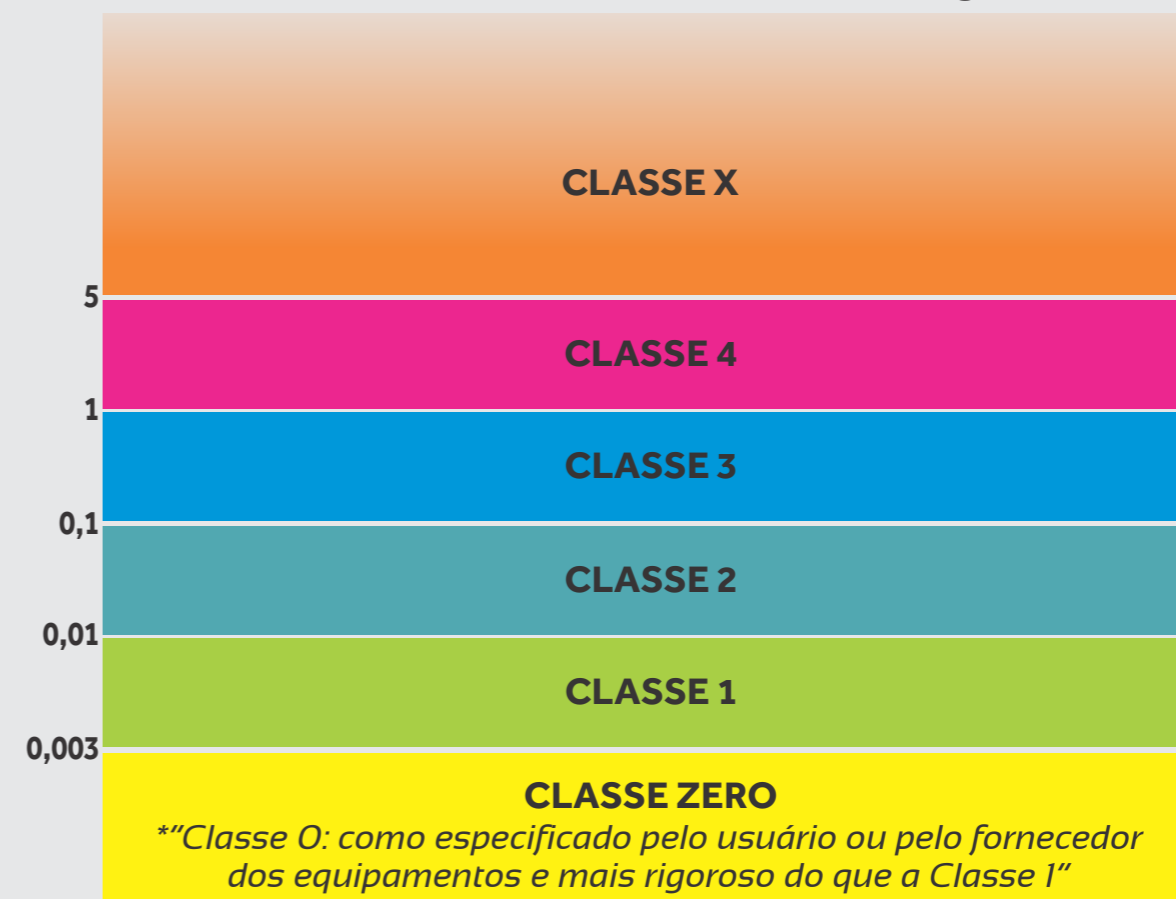 CLASSE X
5
CLASSE 4
1
CLASSE 3
0,1
CLASSE 2
0,01
CLASSE 1
0,003
CLASSE ZERO
*“Classe 0: como especificado pelo usuário ou pelo fornecedor
dos equipamentos e mais rigoroso do que a Classe 1”